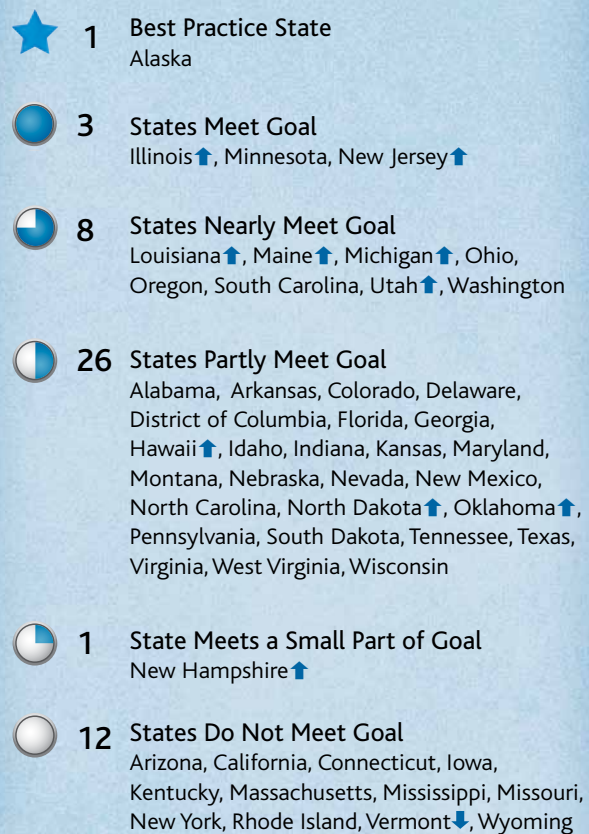 1 Best Practice State
Alaska
3 States Meet Goal
Illinois⬆, Minnesota, New Jersey⬆
8 States Nearly Meet Goal
Louisiana⬆, Maine⬆, Michigan⬆, Ohio,
Oregon, South Carolina, Utah⬆, Washington
26 States Partly Meet Goal
Alabama, Arkansas, Colorado, Delaware,
District of Columbia, Florida, Georgia,
Hawaii⬆, Idaho, Indiana, Kansas, Maryland,
Montana, Nebraska, Nevada, New Mexico,
North Carolina, North Dakota⬆, Oklahoma⬆,
Pennsylvania, South Dakota, Tennessee, Texas,
Virginia, West Virginia, Wisconsin
1 State Meets a Small Part of Goal
New Hampshire⬆
12 States Do Not Meet Goal
Arizona, California, Connecticut, Iowa,
Kentucky, Massachusetts, Mississippi, Missouri,
New York, Rhode Island, Vermont⬇, Wyoming